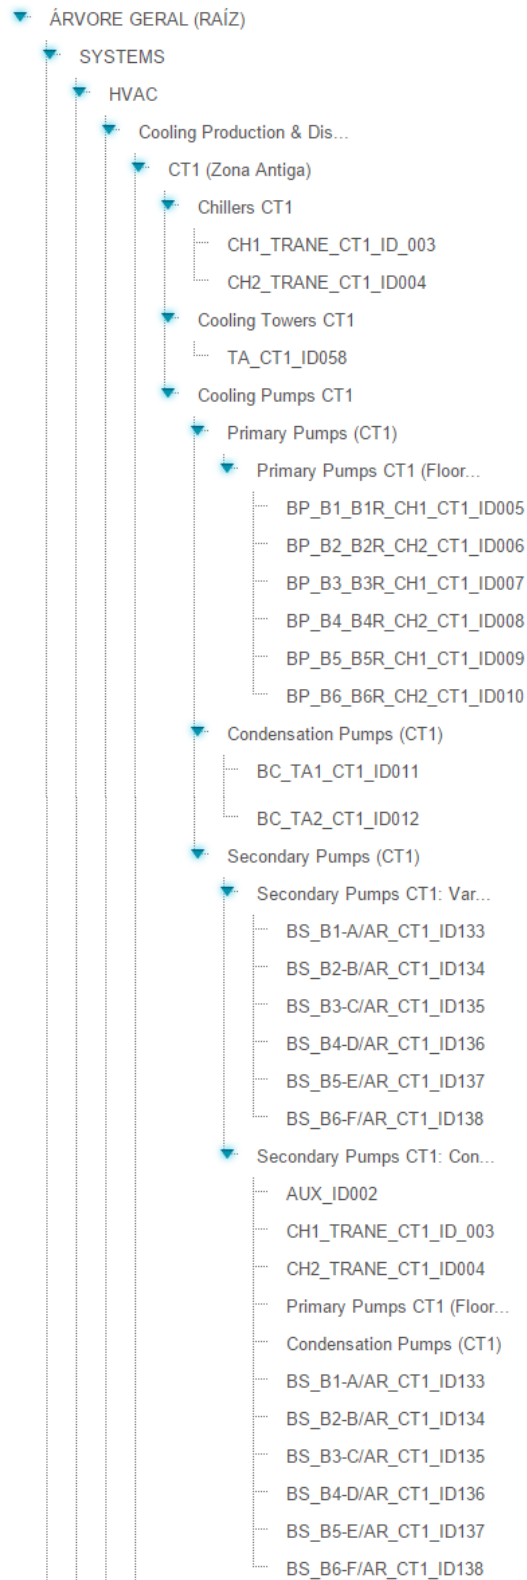 ÁRVORE GERAL (RAÍZ)
SYSTEMS
HVAC
Cooling Production & Dis...
CT1 (Zona Antiga)
Chillers CT1
CH1_TRANE_CT1_ID_003
CH2_TRANE_CT1_ID004
Cooling Towers CT1
TA_CT1_ID058
Cooling Pumps CT1
Primary Pumps (CT1)
Primary Pumps CT1 (Floor...
BP_B1_B1R_CH1_CT1_ID005
BP_B2_B2R_CH2_CT1_ID006
BP_B3_B3R_CH1_CT1_ID007
BP_B4_B4R_CH2_CT1_ID008
BP_B5_B5R_CH1_CT1_ID009
BP_B6_B6R_CH2_CT1_ID010
Condensation Pumps (CT1)
BC_TA1_CT1_ID011
BC_TA2_CT1_ID012
Secondary Pumps (CT1)
Secondary Pumps CT1: Var...
BS_B1-A/AR_CT1_ID133
BS_B2-B/AR_CT1_ID134
BS_B3-C/AR_CT1_ID135
BS_B4-D/AR_CT1_ID136
BS_B5-E/AR_CT1_ID137
BS_B6-F/AR_CT1_ID138
Secondary Pumps CT1: Con...
AUX_ID002
CH1_TRANE_CT1_ID_003
CH2_TRANE_CT1_ID004
Primary Pumps CT1 (Floor...
Condensation Pumps (CT1)
BS_B1-A/AR_CT1_ID133
BS_B2-B/AR_CT1_ID134
BS_B3-C/AR_CT1_ID135
BS_B4-D/AR_CT1_ID136
BS_B5-E/AR_CT1_ID137
BS_B6-F/AR_CT1_ID138